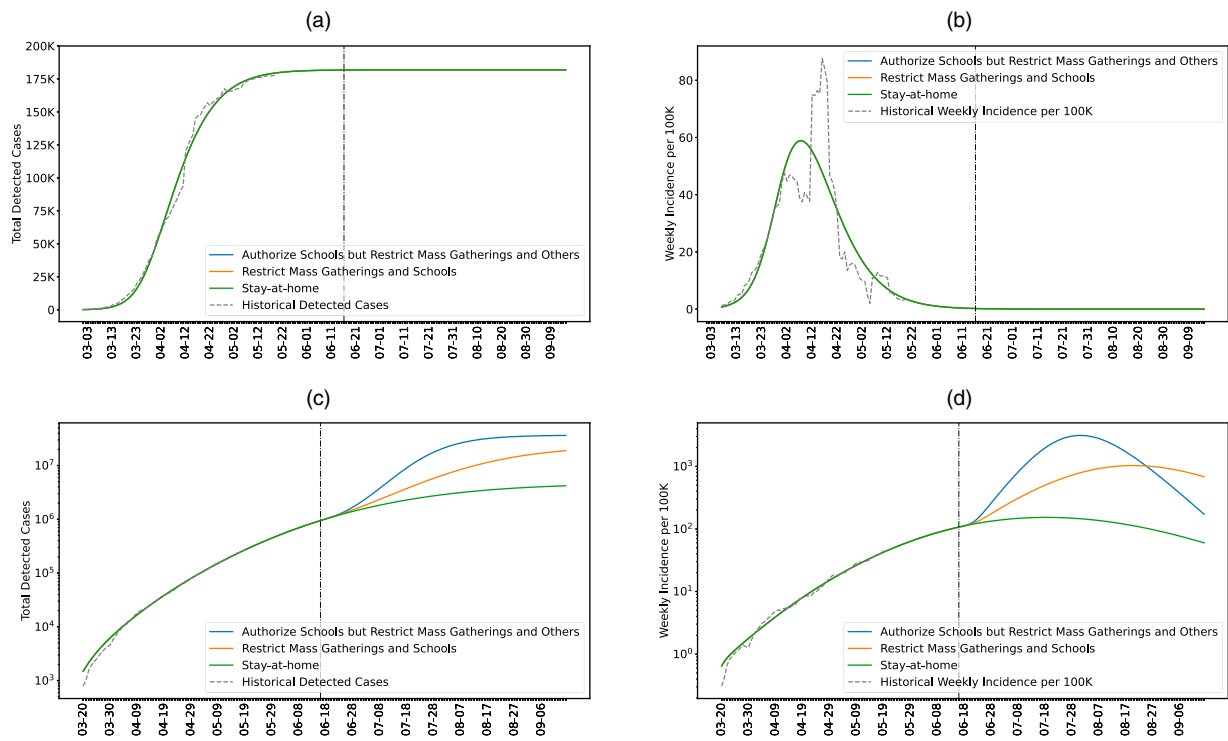 (a)
200K
175K
150K
125K
100K
75K
50K
25K
0
Total Detected Cases
Authorize Schools but Restrict Mass Gatherings and Others
Restrict Mass Gatherings and Schools
Stay-at-home
Historical Detected Cases
03-03 03-13 03-23 04-02 04-12 04-22 05-02 05-12 05-22 06-01 06-11 06-21 07-01 07-11 07-21 07-31 08-10 08-20 08-30 09-09
(b)
80
60
40
20
0
Weekly Incidence per 100K
Authorize Schools but Restrict Mass Gatherings and Others
Restrict Mass Gatherings and Schools
Stay-at-home
Historical Weekly Incidence per 100K
03-03 03-13 03-23 04-02 04-12 04-22 05-02 05-12 05-22 06-01 06-11 06-21 07-01 07-11 07-21 07-31 08-10 08-20 08-30 09-09
(c)
10⁷
10⁶
10⁵
10⁴
10³
Total Detected Cases
Authorize Schools but Restrict Mass Gatherings and Others
Restrict Mass Gatherings and Schools
Stay-at-home
Historical Detected Cases
03-20 03-30 04-09 04-19 04-29 05-09 05-19 05-29 06-08 06-18 06-28 07-08 07-18 07-28 08-07 08-17 08-27 09-06
(d)
10³
10²
10¹
10⁰
Weekly Incidence per 100K
Authorize Schools but Restrict Mass Gatherings and Others
Restrict Mass Gatherings and Schools
Stay-at-home
Historical Weekly Incidence per 100K
03-20 03-30 04-09 04-19 04-29 05-09 05-19 05-29 06-08 06-18 06-28 07-08 07-18 07-28 08-07 08-17 08-27 09-06